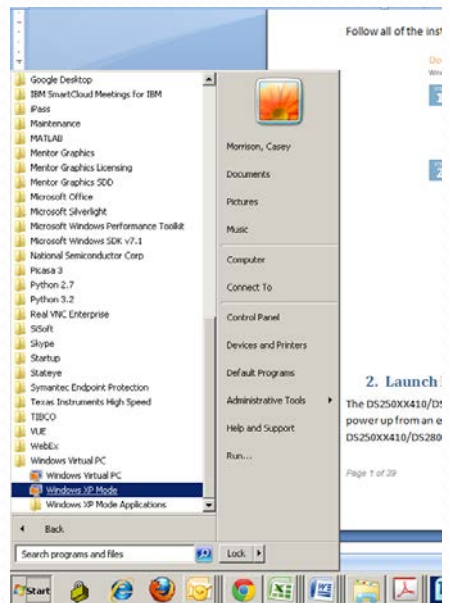 Follow all of the inst
Google Desktop
IBM SmartCloud Meetings for IBM
iPass
Maintenance
MATLAB
Mentor Graphics
Mentor Graphics Licensing
Mentor Graphics SDD
Microsoft Office
Microsoft Silverlight
Microsoft Windows Performance Toolkit
Microsoft Windows SDK v7.1
National Semiconductor Corp
Picasa 3
Python 2.7
Python 3.2
Real VNC Enterprise
SiSoft
Skype
Startup
Stateye
Symantec Endpoint Protection
Texas Instruments High Speed
TIBCO
VUE
WebEx
Windows Virtual PC
Windows Virtual PC
Windows XP Mode
Windows XP Mode Applications
Back
Search programs and files
Morrison, Casey
Documents
Pictures
Music
Computer
Connect To
Control Panel
Devices and Printers
Default Programs
Administrative Tools
Help and Support
Run...
Lock
2. Launch
The DS250XX410/DS
power up from an e
DS250XX410/DS280
Page 1 of 29
Start